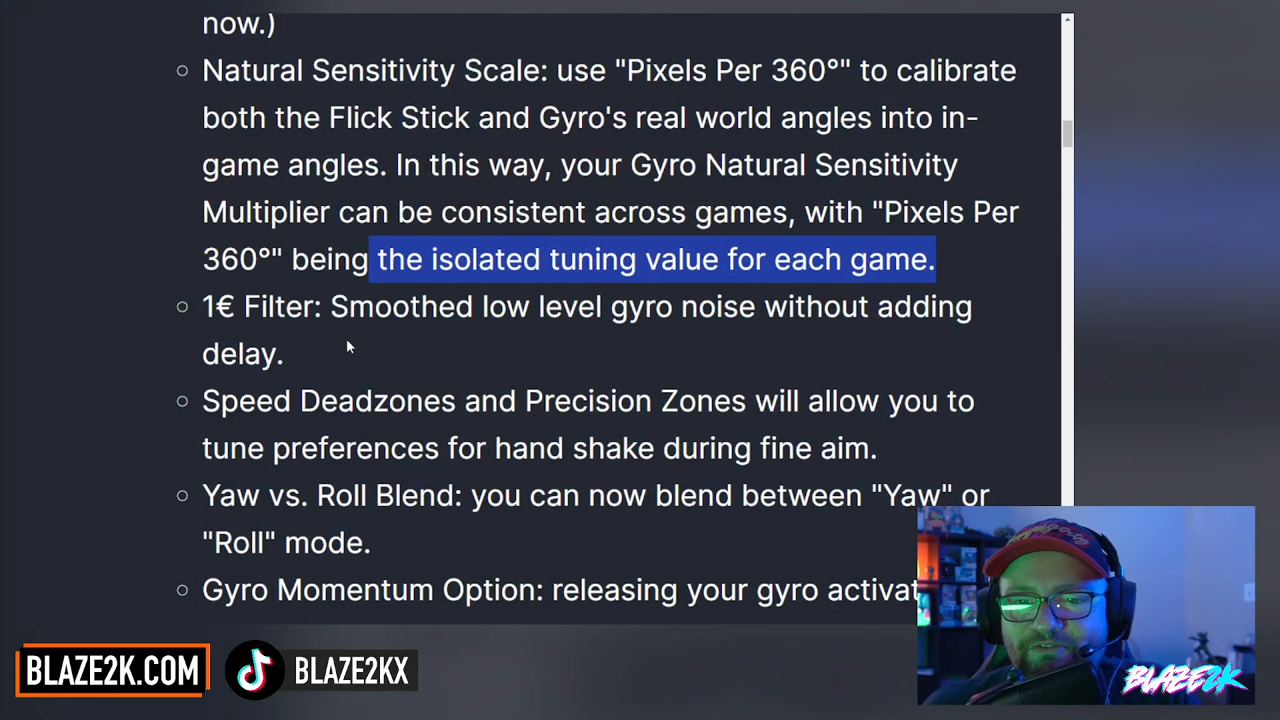 now.)
Natural Sensitivity Scale: use "Pixels Per 360°" to calibrate
both the Flick Stick and Gyro's real world angles into in-
game angles. In this way, your Gyro Natural Sensitivity
Multiplier can be consistent across games, with "Pixels Per
360°" being the isolated tuning value for each game.
1€ Filter: Smoothed low level gyro noise without adding
delay.
Speed Deadzones and Precision Zones will allow you to
tune preferences for hand shake during fine aim.
Yaw vs. Roll Blend: you can now blend between "Yaw" or
"Roll" mode.
Gyro Momentum Option: releasing your gyro activat
BLAZE2K.COM
BLAZE2KX
BLAZE2K